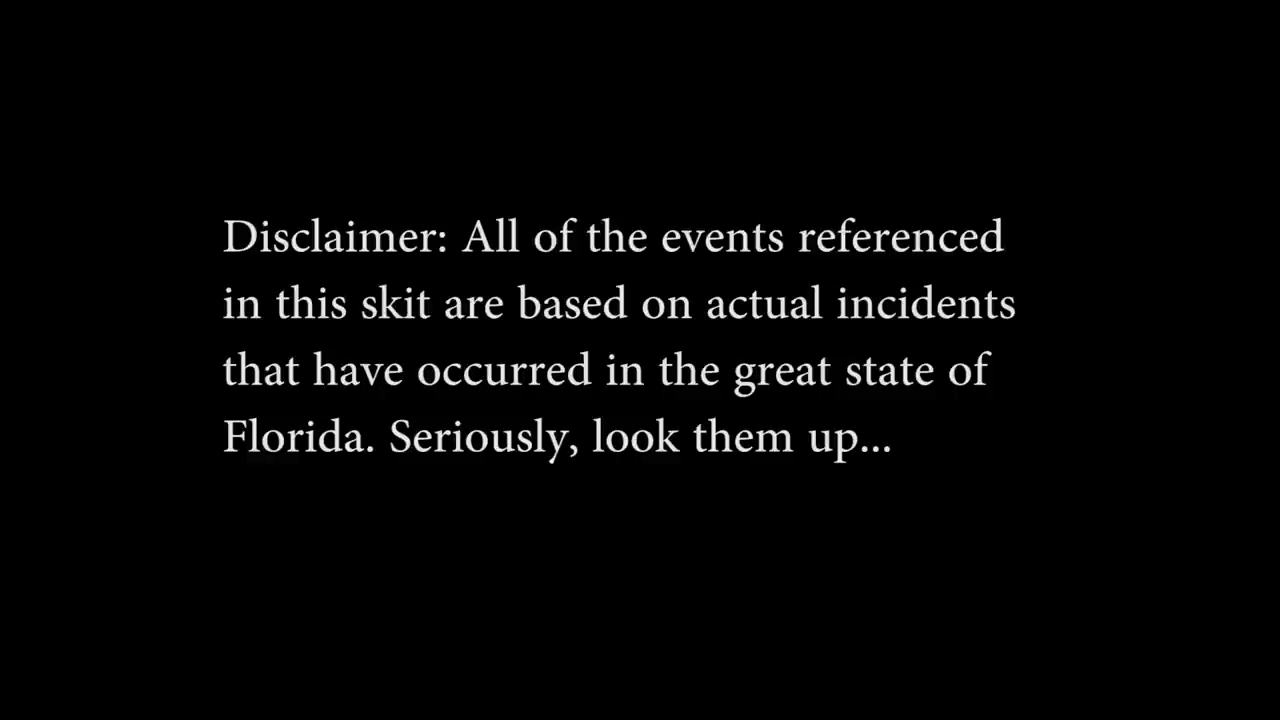 Disclaimer: All of the events referenced
in this skit are based on actual incidents
that have occurred in the great state of
Florida. Seriously, look them up...